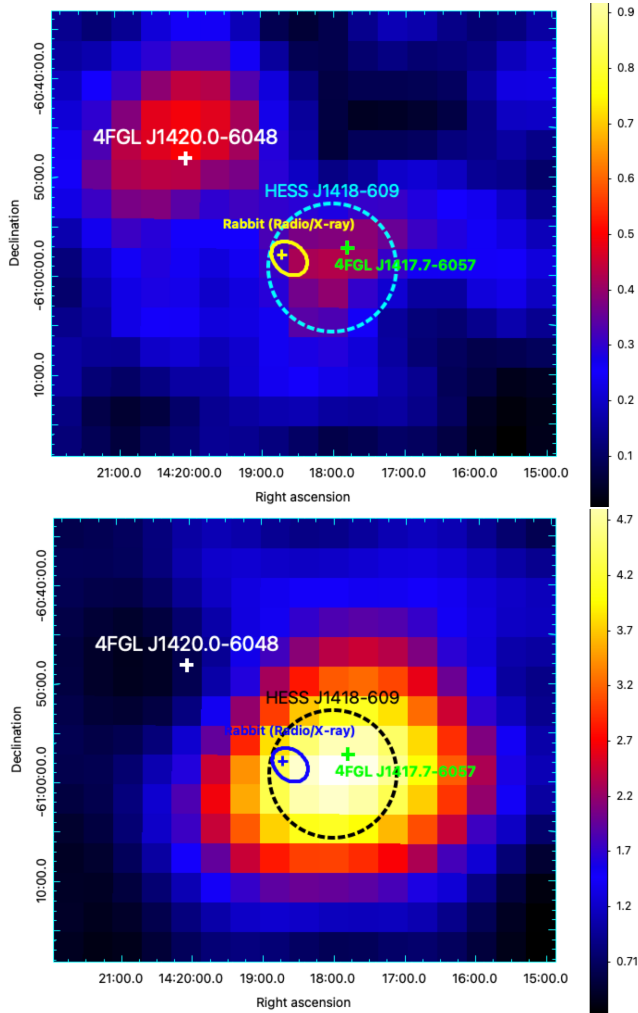 0.9
-60:40:00.0
0.8
4FGL J1420.0-6048
0.7
50:00.0
HESS J1418-609
0.6
Rabbit (Radio/X-ray)
Declination
0.5
4FGL J1417.7-6057
-61:00:00.0
0.4
0.3
10:00.0
0.2
0.1
21:00.0 14:20:00.0 19:00.0 18:00.0 17:00.0 16:00.0 15:00.0
Right ascension
4.7
-60:40:00.0
4.2
4FGL J1420.0-6048
3.7
50:00.0
HESS J1418-609
3.2
Rabbit (Radio/X-ray)
Declination
2.7
4FGL J1417.7-6057
-61:00:00.0
2.2
1.7
10:00.0
1.2
0.71
21:00.0 14:20:00.0 19:00.0 18:00.0 17:00.0 16:00.0 15:00.0
Right ascension